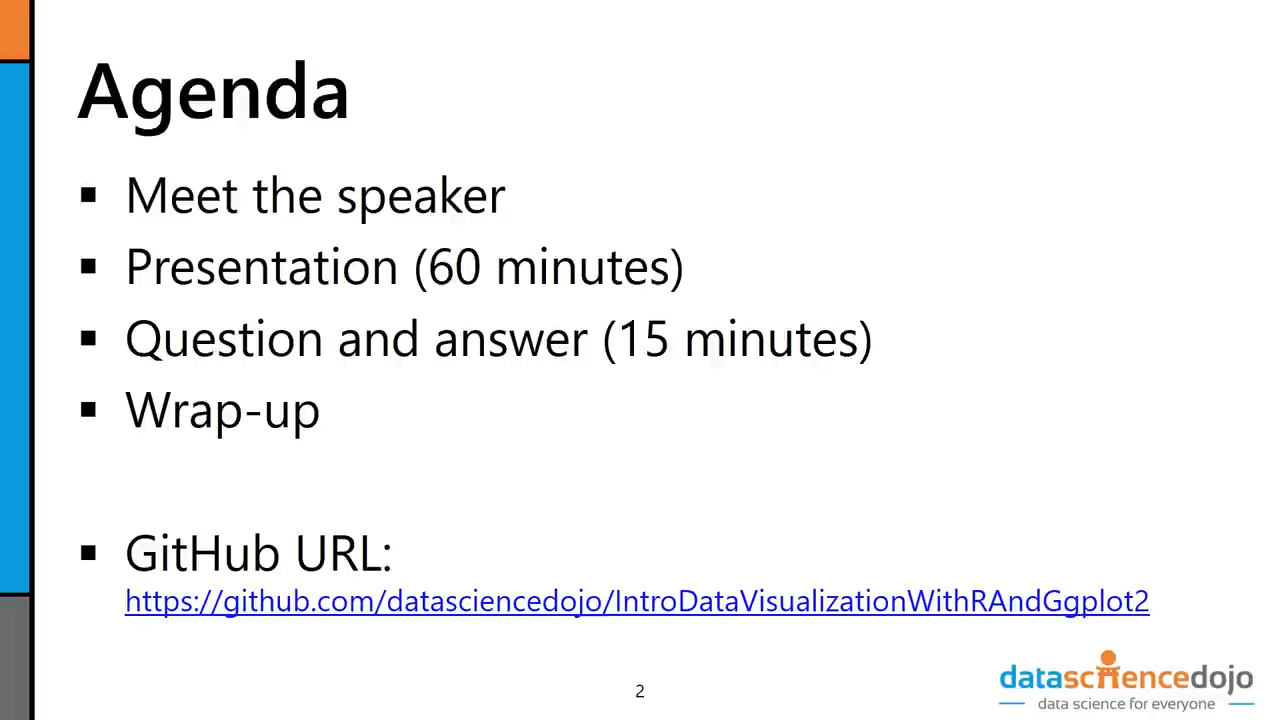 Agenda
▪ Meet the speaker
▪ Presentation (60 minutes)
▪ Question and answer (15 minutes)
▪ Wrap-up
▪ GitHub URL:
https://github.com/datasciencedojo/IntroDataVisualizationWithRAndGgplot2
2
datasciencedojo
data science for everyone